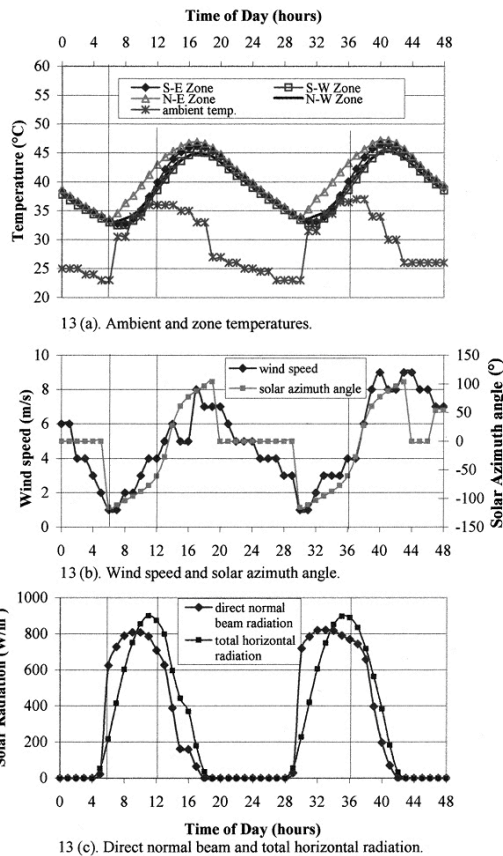 Time of Day (hours)
0 4 8 12 16 20 24 28 32 36 40 44 48
60
55
50
45
40
35
30
25
20
Temperature (°C)
S-E Zone S-W Zone
N-E Zone N-W Zone
ambient temp.
13 (a). Ambient and zone temperatures.
10
8
6
4
2
0
Wind speed (m/s)
wind speed
solar azimuth angle
150
100
50
0
-50
-100
-150
Solar Azimuth angle (°)
0 4 8 12 16 20 24 28 32 36 40 44 48
13 (b). Wind speed and solar azimuth angle.
1000
800
600
400
200
0
Solar Radiation (W/m
direct normal
beam radiation
total horizontal
radiation
0 4 8 12 16 20 24 28 32 36 40 44 48
Time of Day (hours)
13 (c). Direct normal beam and total horizontal radiation.